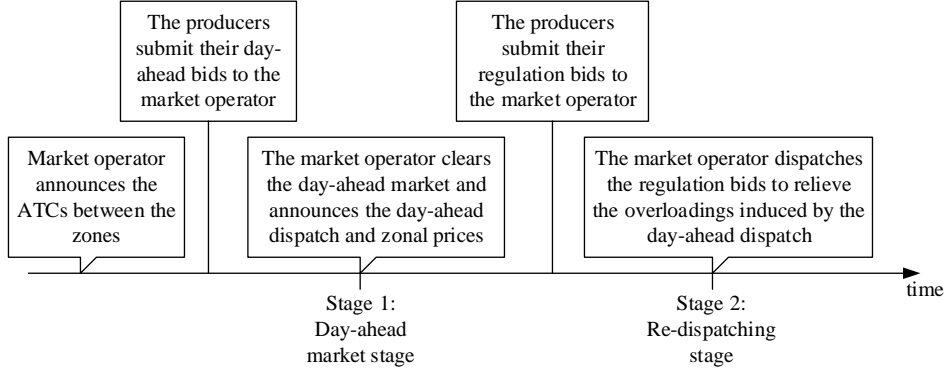 The producers
submit their day-
ahead bids to the
market operator
The producers
submit their
regulation bids to
the market operator
Market operator
announces the
ATCs between the
zones
The market operator clears
the day-ahead market and
announces the day-ahead
dispatch and zonal prices
The market operator dispatches
the regulation bids to relieve
the overloadings induced by the
day-ahead dispatch
time
Stage 1:
Day-ahead
market stage
Stage 2:
Re-dispatching
stage